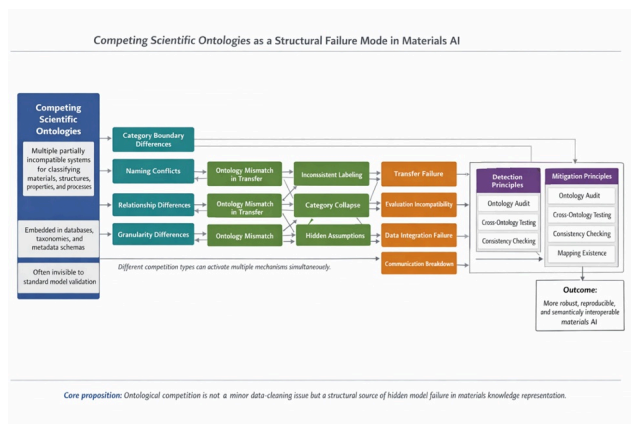 Competing Scientific Ontologies as a Structural Failure Mode in Materials AI
Competing
Scientific
Ontologies
Multiple partially
incompatible systems
for classifying
materials, structures,
properties, and processes
Embedded in databases,
taxonomies, and
metadata schemas
Often invisible to
standard model validation
Category Boundary
Differences
Naming Conflicts
Relationship Differences
Granularity Differences
Ontology Mismatch
in Transfer
Ontology Mismatch
in Transfer
Ontology Mismatch
Inconsistent Labeling
Category Collapse
Hidden Assumptions
Different competition types can activate multiple mechanisms simultaneously.
Transfer Failure
Evaluation Incompatibility
Data Integration Failure
Communication Breakdown
Detection
Principles
Ontology Audit
Cross-Ontology Testing
Consistency Checking
Mitigation Principles
Ontology Audit
Cross-Ontology Testing
Consistency Checking
Mapping Existence
Outcome:
More robust, reproducible,
and semanticaly interoperable
materials AI
Core proposition: Ontological competition is not a minor data-cleaning issue but a structural source of hidden model failure in materials knowledge representation.